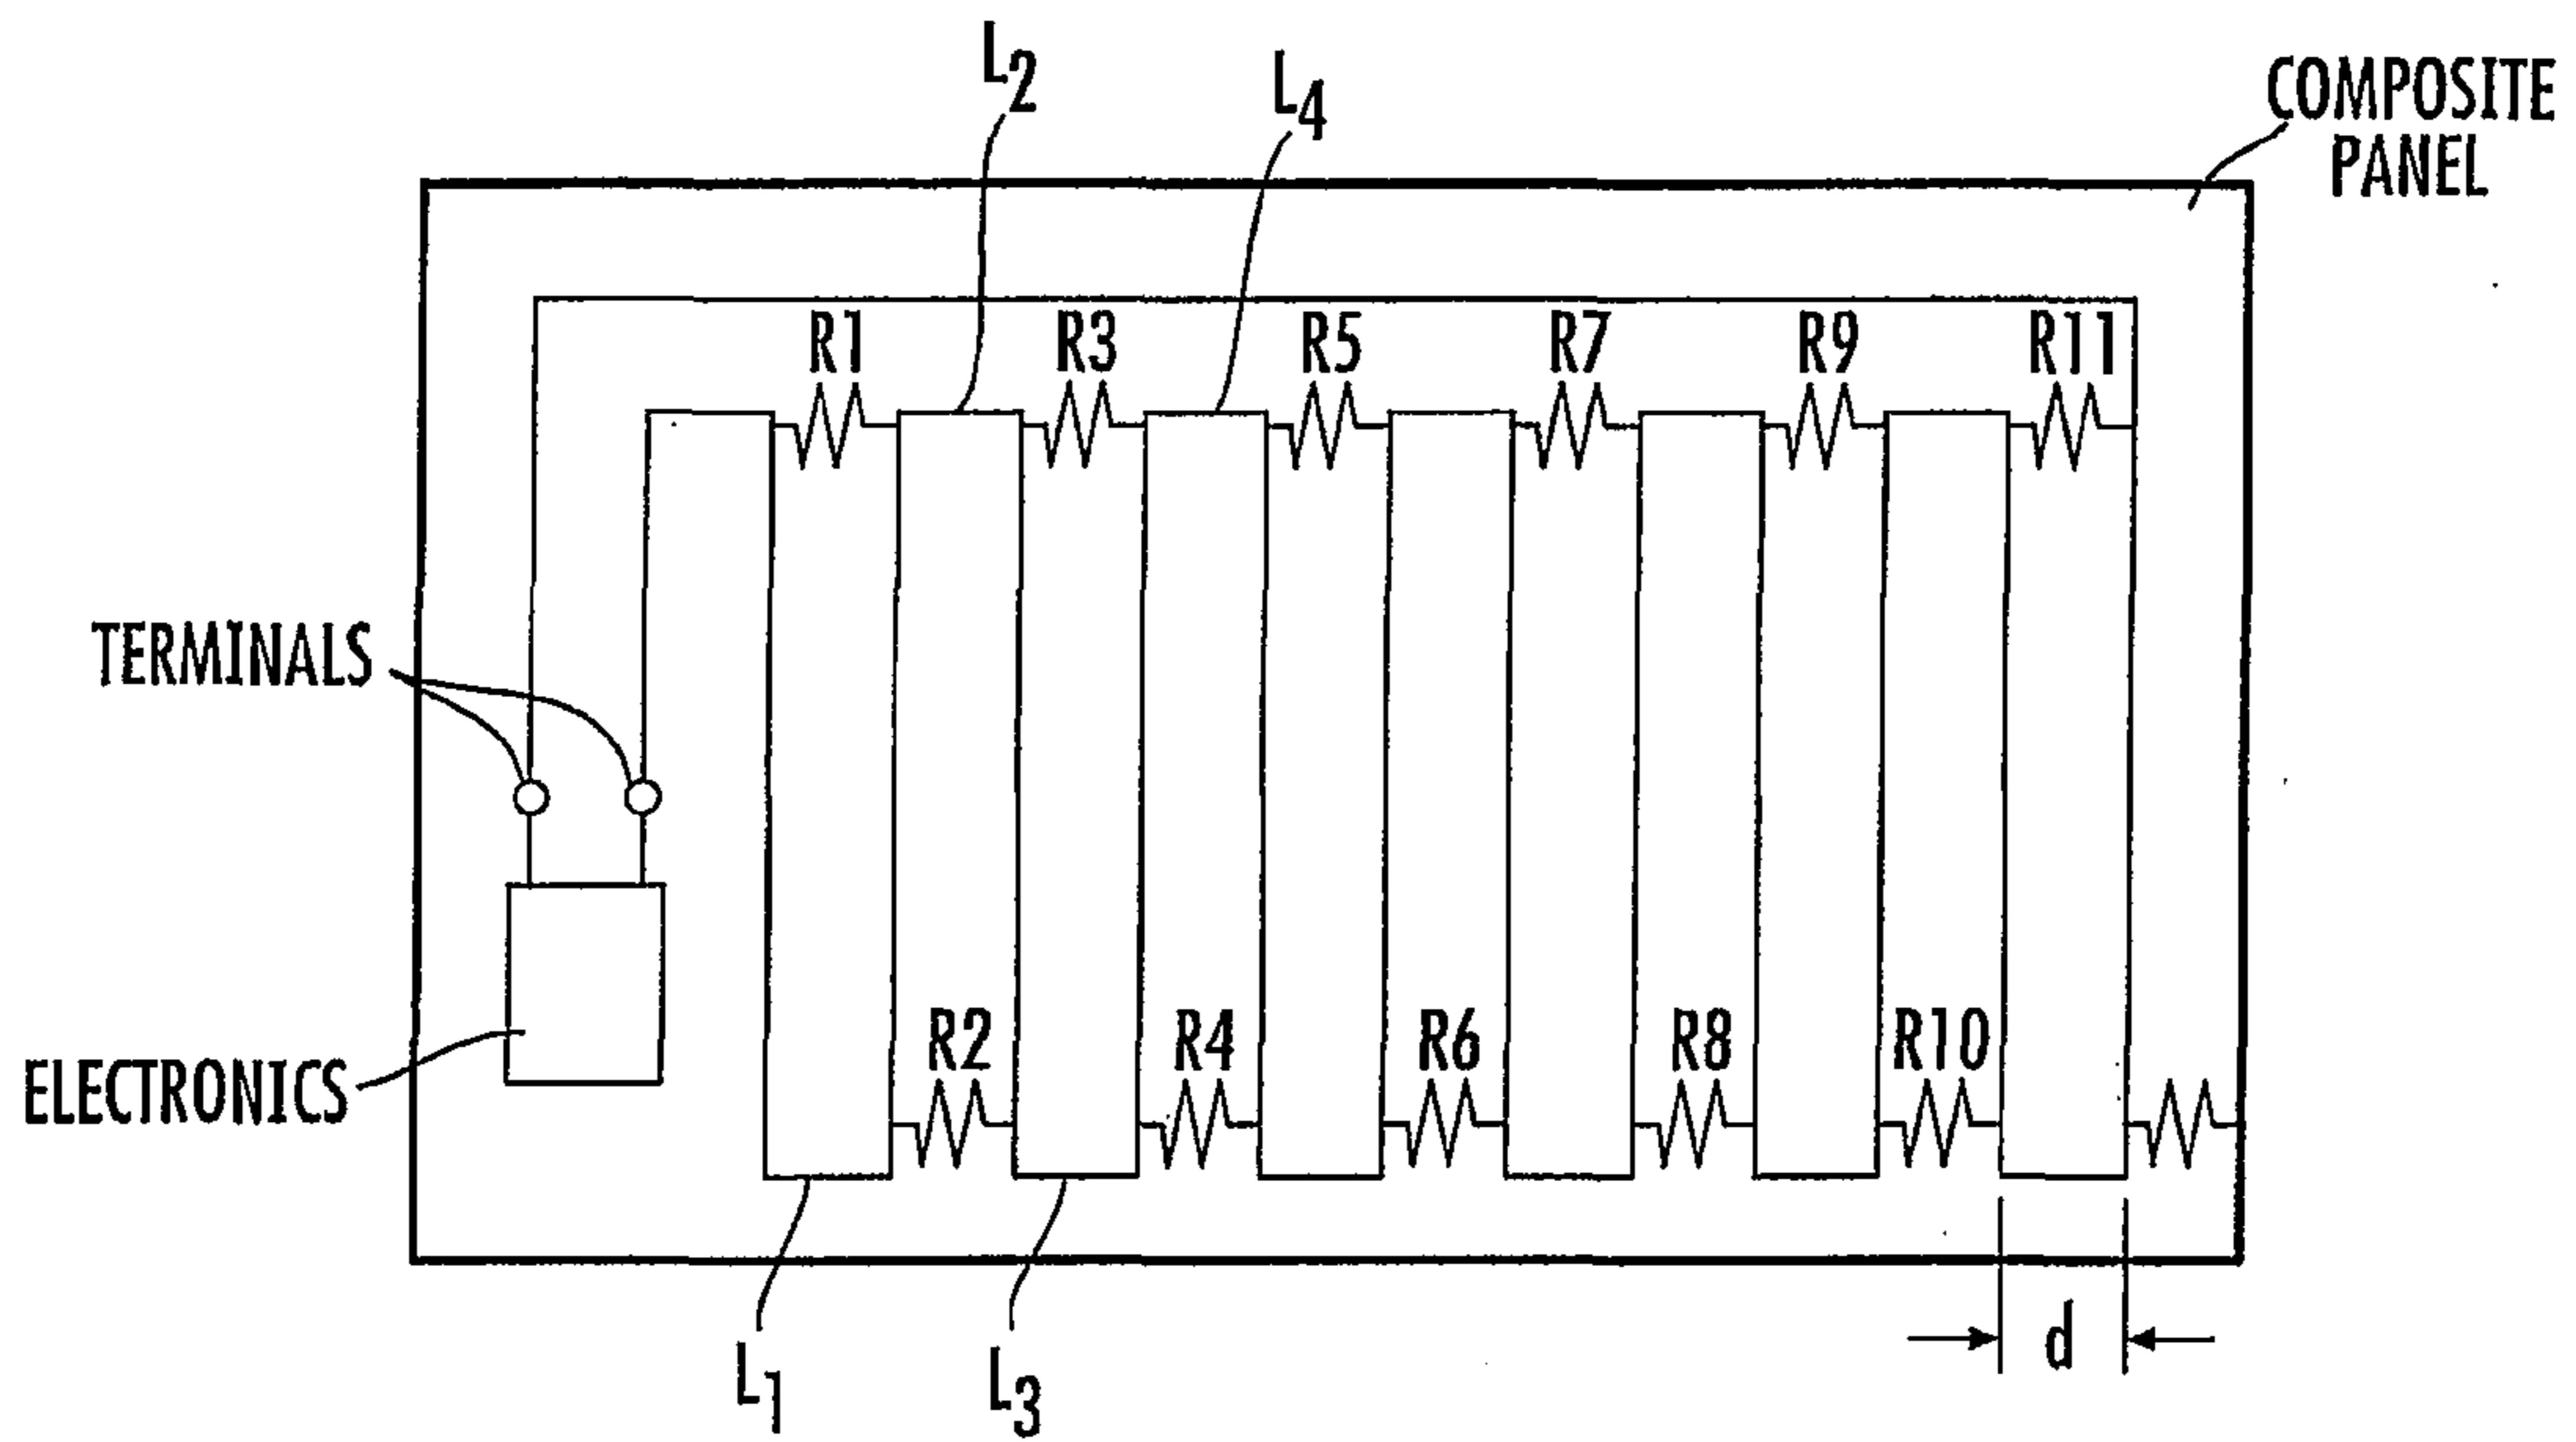 L2
L4
COMPOSITE
PANEL
R1
R3
R5
R7
R9
R11
TERMINALS
R2
R4
R6
R8
R10
ELECTRONICS
d
L1
L3